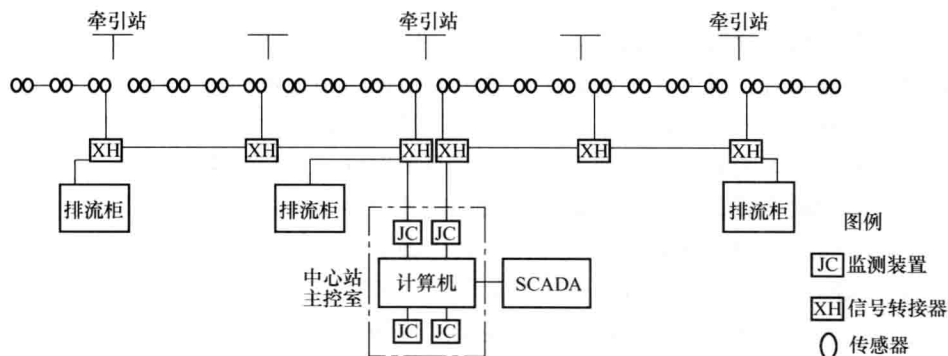 牵引站 牵引站 牵引站
XH XH XH XH XH XH
排流柜 排流柜 排流柜
图例
JC JC
JC 监测装置
中心站
主控室
计算机 SCADA
XH 信号转接器
JC JC
传感器